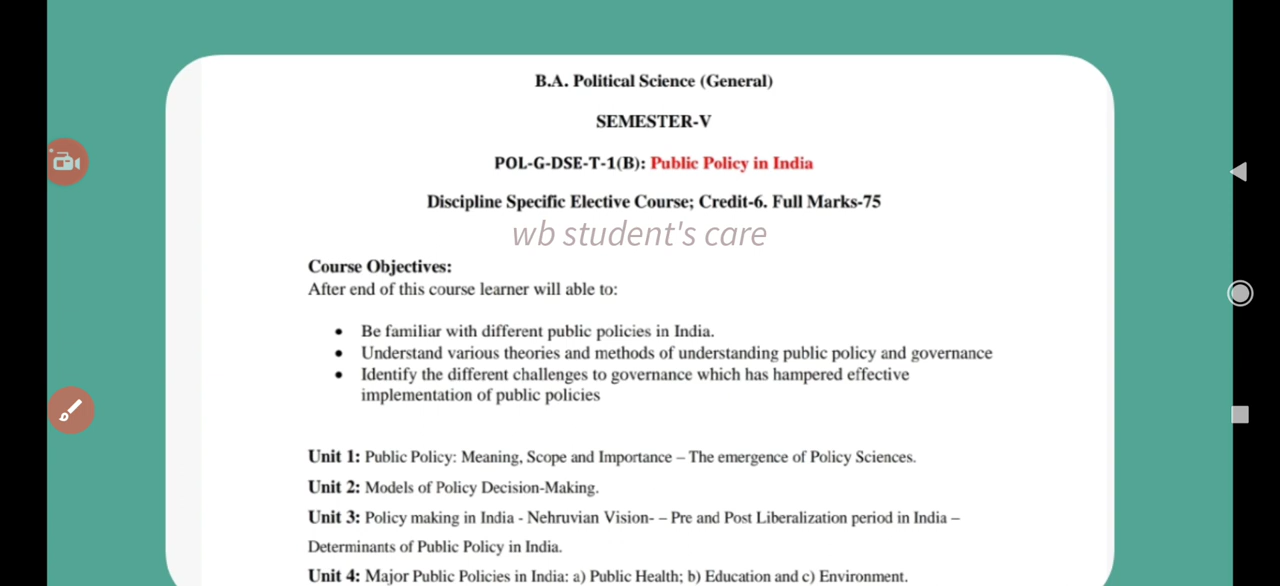 B.A. Political Science (General)
SEMESTER-V
POL-G-DSE-T-1(B): Public Policy in India
Discipline Specific Elective Course; Credit-6. Full Marks-75
wb student's care
Course Objectives:
After end of this course learner will able to:
• Be familiar with different public policies in India.
• Understand various theories and methods of understanding public policy and governance
• Identify the different challenges to governance which has hampered effective
implementation of public policies
Unit 1: Public Policy: Meaning, Scope and Importance – The emergence of Policy Sciences.
Unit 2: Models of Policy Decision-Making.
Unit 3: Policy making in India - Nehruvian Vision- – Pre and Post Liberalization period in India –
Determinants of Public Policy in India.
Unit 4: Major Public Policies in India: a) Public Health; b) Education and c) Environment.